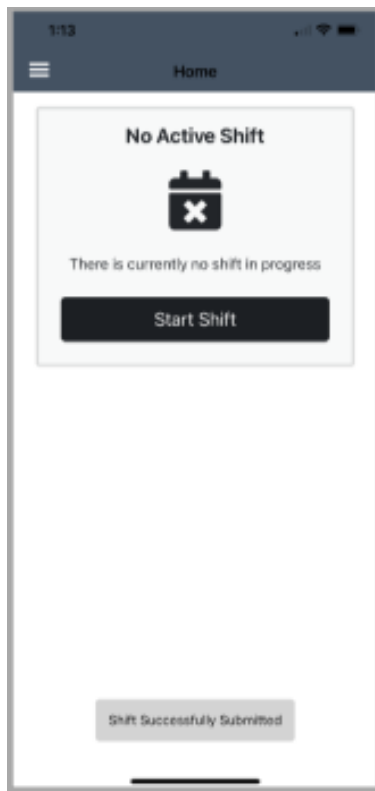 1:13
Home
No Active Shift
There is currently no shift in progress
Start Shift
Shift Successfully Submitted